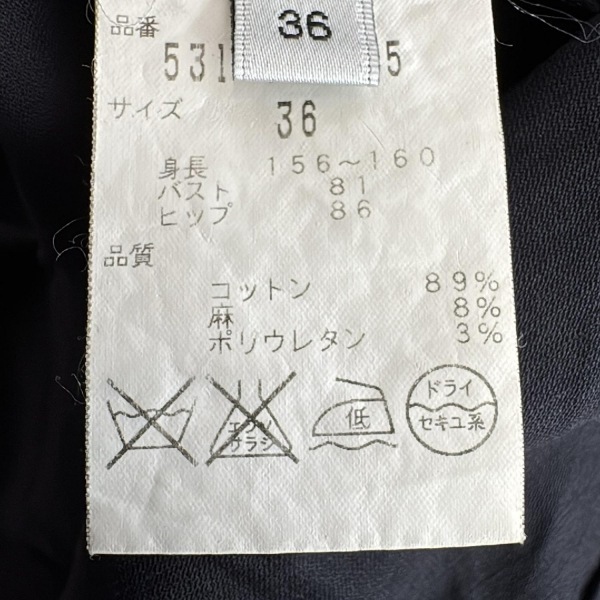 36
品番
531 5
サイズ 36
身長 156~160
バスト 81
ヒップ 86
品質
コットン 89%
麻 8%
ポリウレタン 3%
エンソ
サラシ
低
ドライ
セキユ系